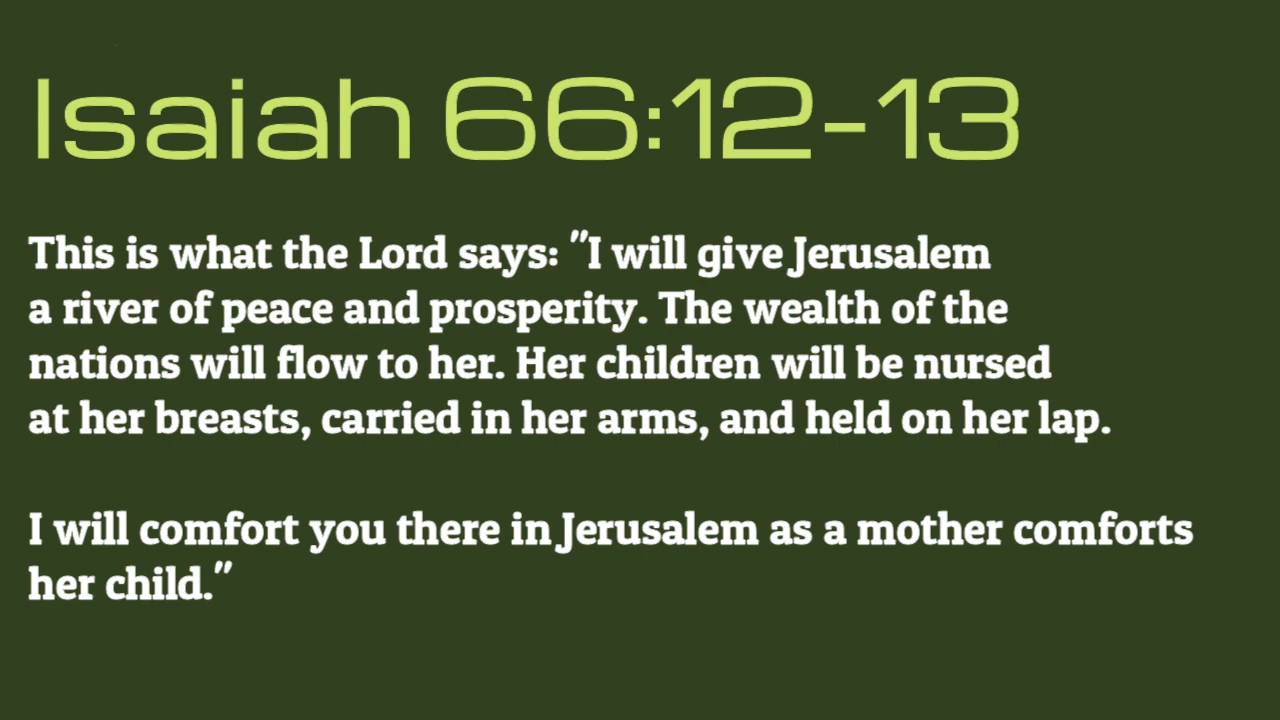 Isaiah 66:12-13
This is what the Lord says: "I will give Jerusalem
a river of peace and prosperity. The wealth of the
nations will flow to her. Her children will be nursed
at her breasts, carried in her arms, and held on her lap.
I will comfort you there in Jerusalem as a mother comforts
her child."